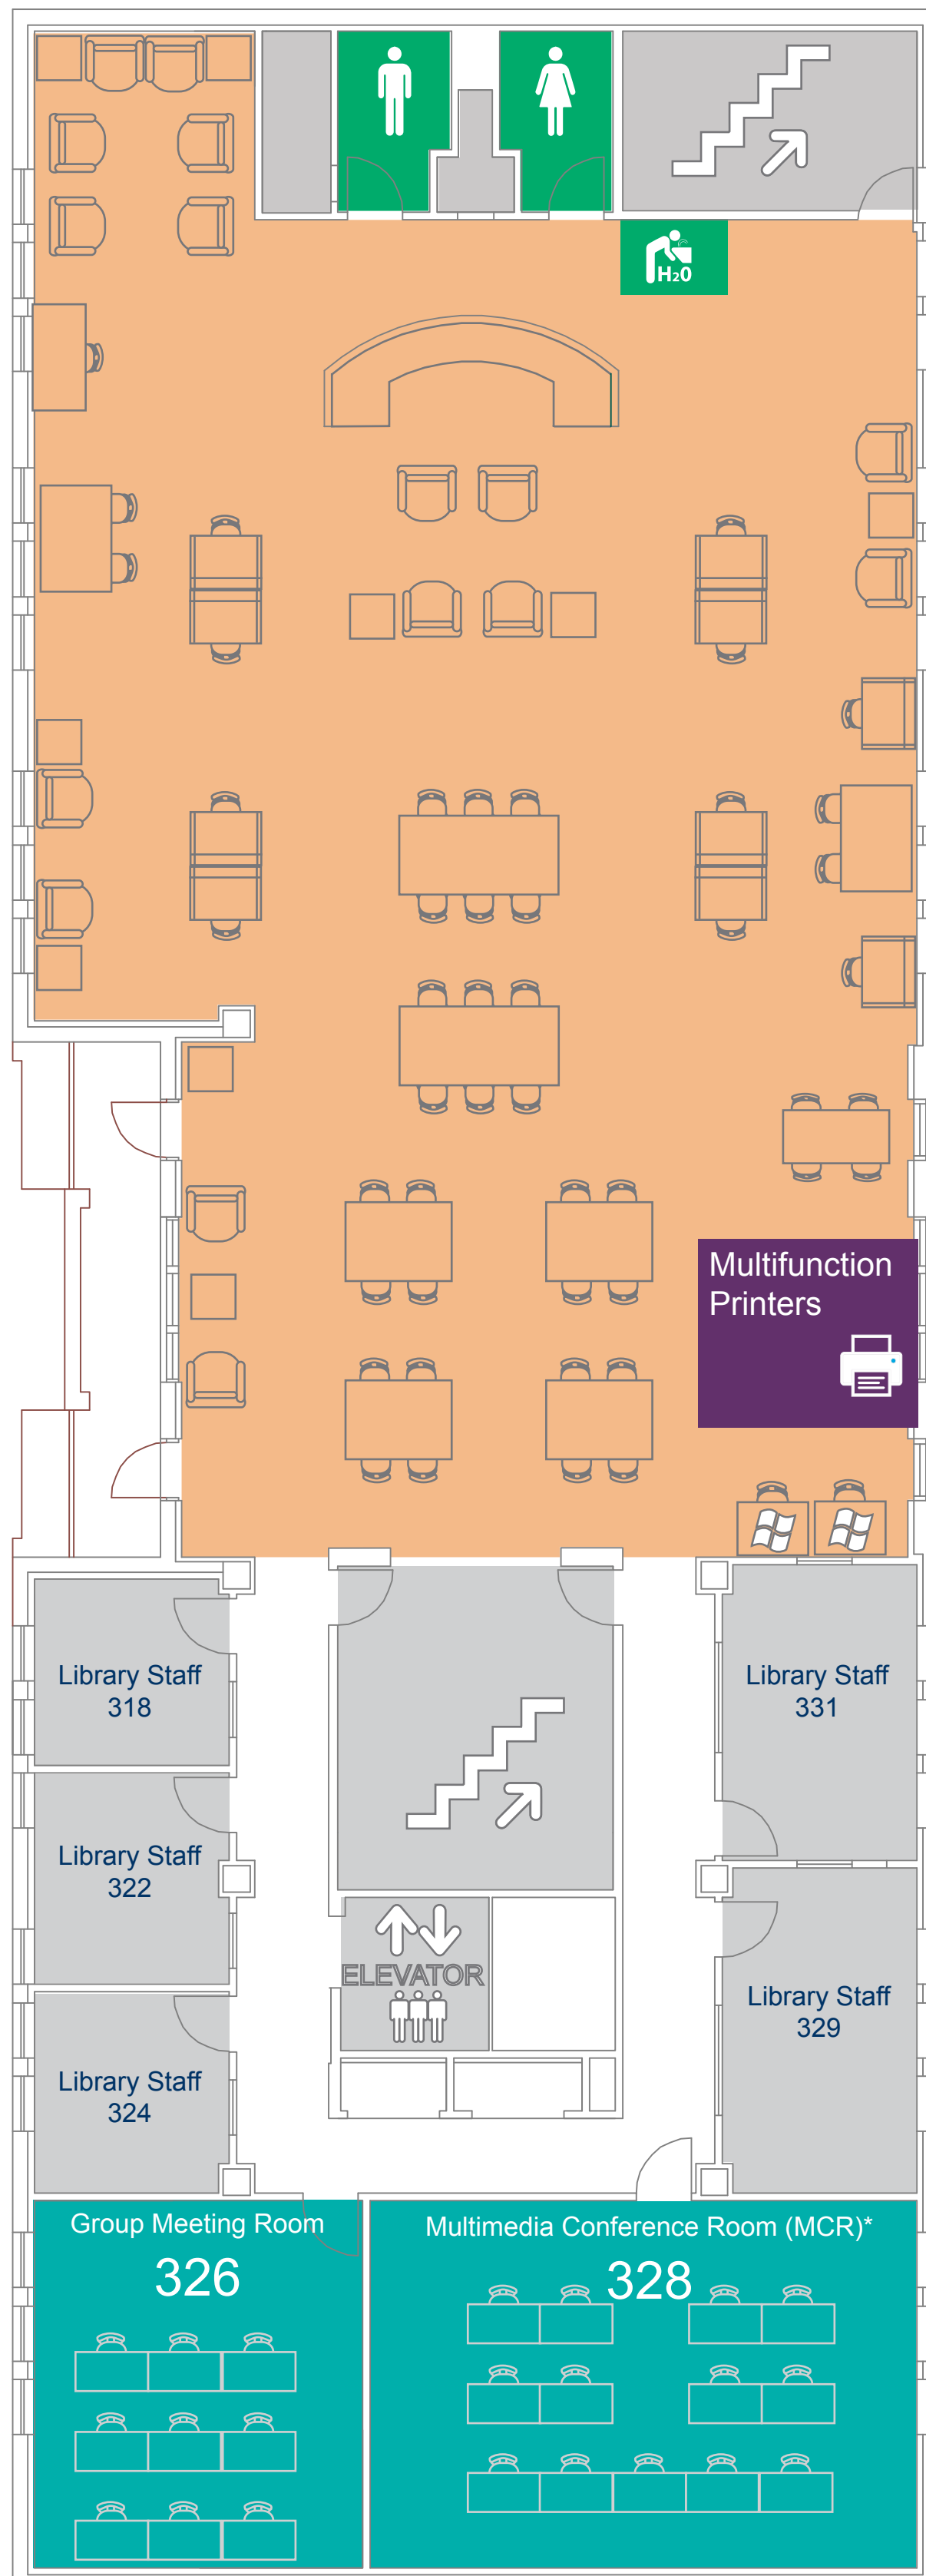 H₂0
Multifunction
Printers
Library Staff
318
Library Staff
331
Library Staff
322
ELEVATOR
Library Staff
329
Library Staff
324
Group Meeting Room
326
Multimedia Conference Room (MCR)*
328